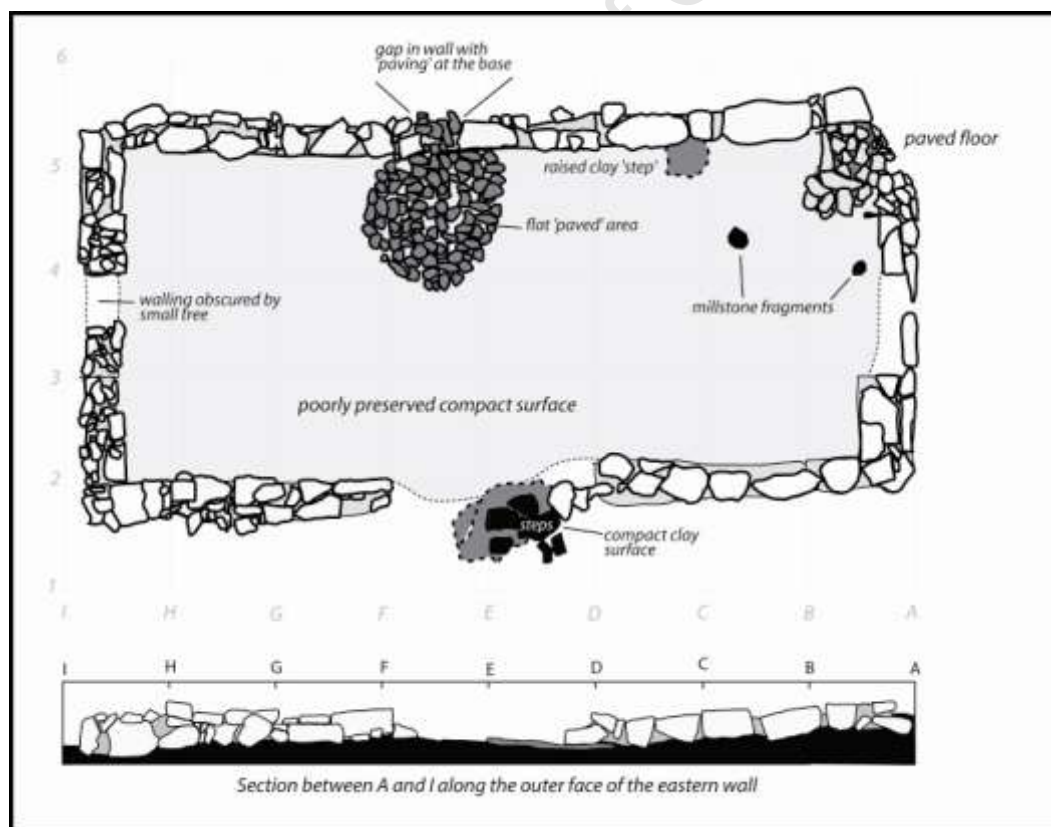 6
gap in wall with
'paving' at the base
paved floor
5
raised clay 'step'
flat 'paved' area
4
walling obscured by
small tree
millstone fragments
3
poorly preserved compact surface
2
steps
compact clay
surface
1
I H G F E D C B A
I H G F E D C B A
Section between A and I along the outer face of the eastern wall